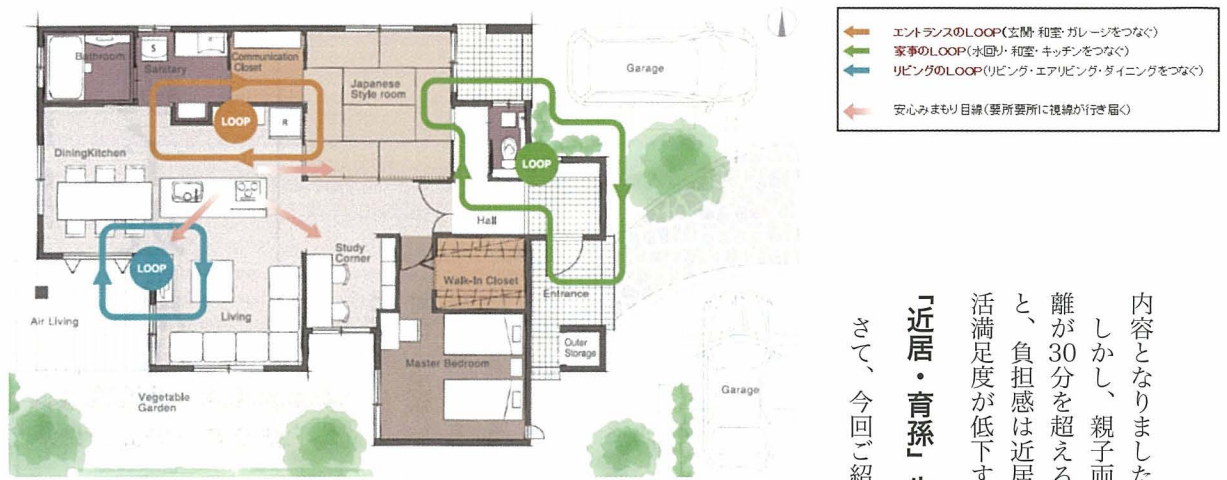 Bathroom
S
Sanitary
Communication
Closet
Japanese
Style room
Garage
LOOP
R
DiningKitchen
LOOP
Hall
Study
Corner
LOOP
Walk-In Closet
Entrance
Air Living
Living
Outer
Storage
Master Bedroom
Vegetable
Garden
Garage
エントランスのLOOP(玄関・和室・ガレージをつなぐ)
家事のLOOP(水回り・和室・キッチンをつなぐ)
リビングのLOOP(リビング・エアリビング・ダイニングをつなぐ)
安心みまもり目線(要所要所に視線が行き届く)
内容となりました
しかし、親子両
離が30分を超える
と、負担感は近居
活満足度が低下す
「近居・育孫」
さて、今回ご紹